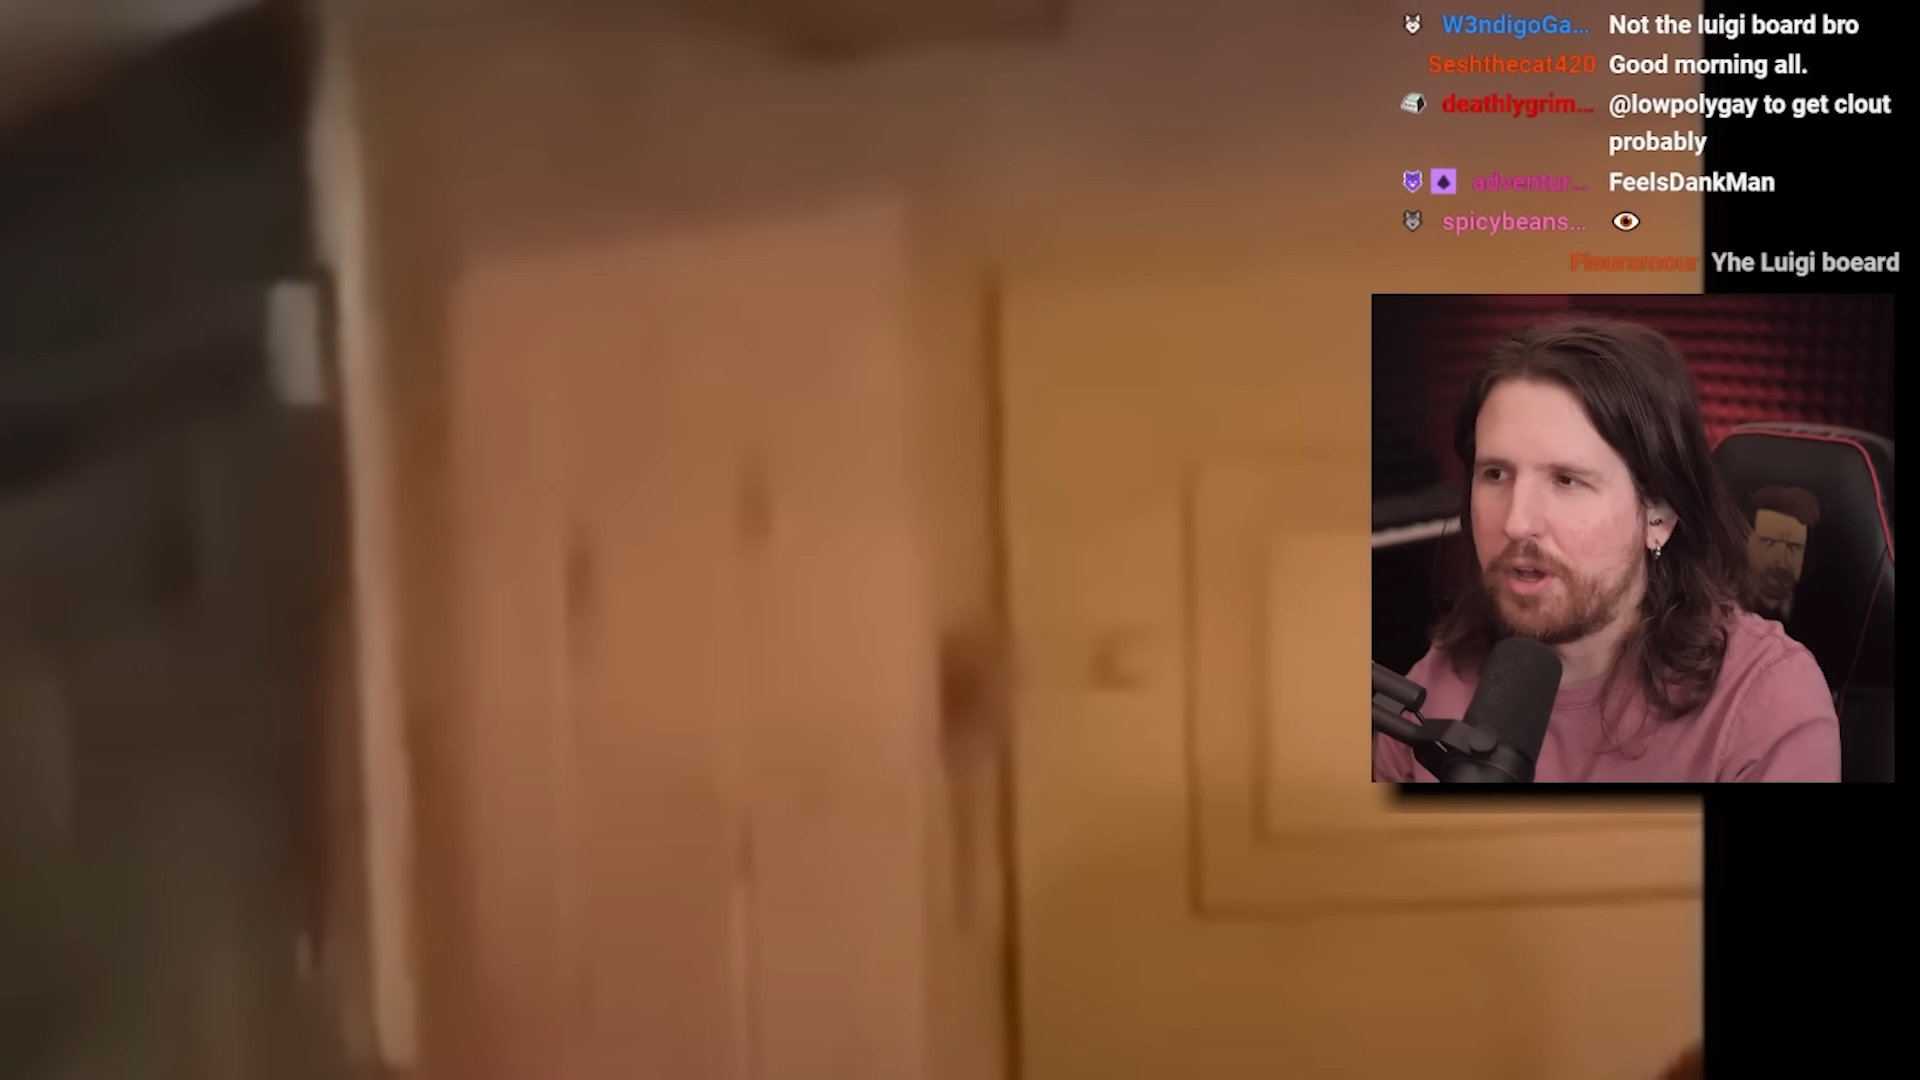 W3ndigoGa... Not the luigi board bro
Seshthecat420 Good morning all.
deathlygrim... @lowpolygay to get clout
probably
adventur... FeelsDankMan
spicybeans...
Fleuramour Yhe Luigi boeard